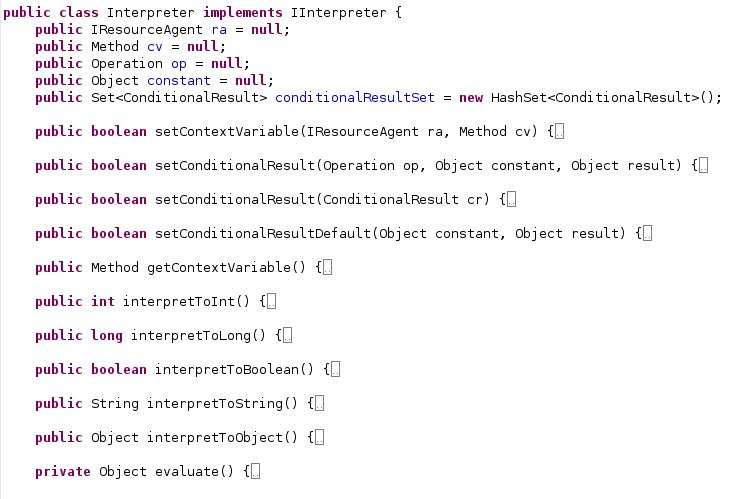 public class Interpreter implements IInterpreter {
public IResourceAgent ra = null;
public Method cv = null;
public Operation op = null;
public Object constant = null;
public Set<ConditionalResult> conditionalResultSet = new HashSet<ConditionalResult>();
public boolean setContextVariable(IResourceAgent ra, Method cv) {..
public boolean setConditionalResult(Operation op, Object constant, Object result) {..
public boolean setConditionalResult(ConditionalResult cr) {..
public boolean setConditionalResultDefault(Object constant, Object result) {..
public Method getContextVariable() {..
public int interpretToInt() {..
public long interpretToLong() {..
public boolean interpretToBoolean() {..
public String interpretToString() {..
public Object interpretToObject() {..
private Object evaluate() {..